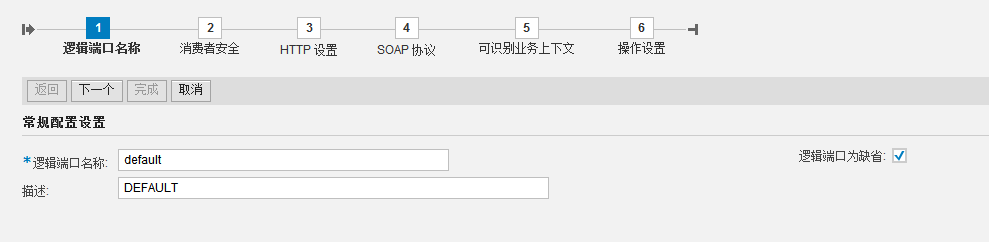 1 2 3 4 5 6
逻辑端口名称 消费者安全 HTTP 设置 SOAP 协议 可识别业务上下文 操作设置
返回 下一个 完成 取消
常规配置设置
*逻辑端口名称: default 逻辑端口为缺省:
描述: DEFAULT